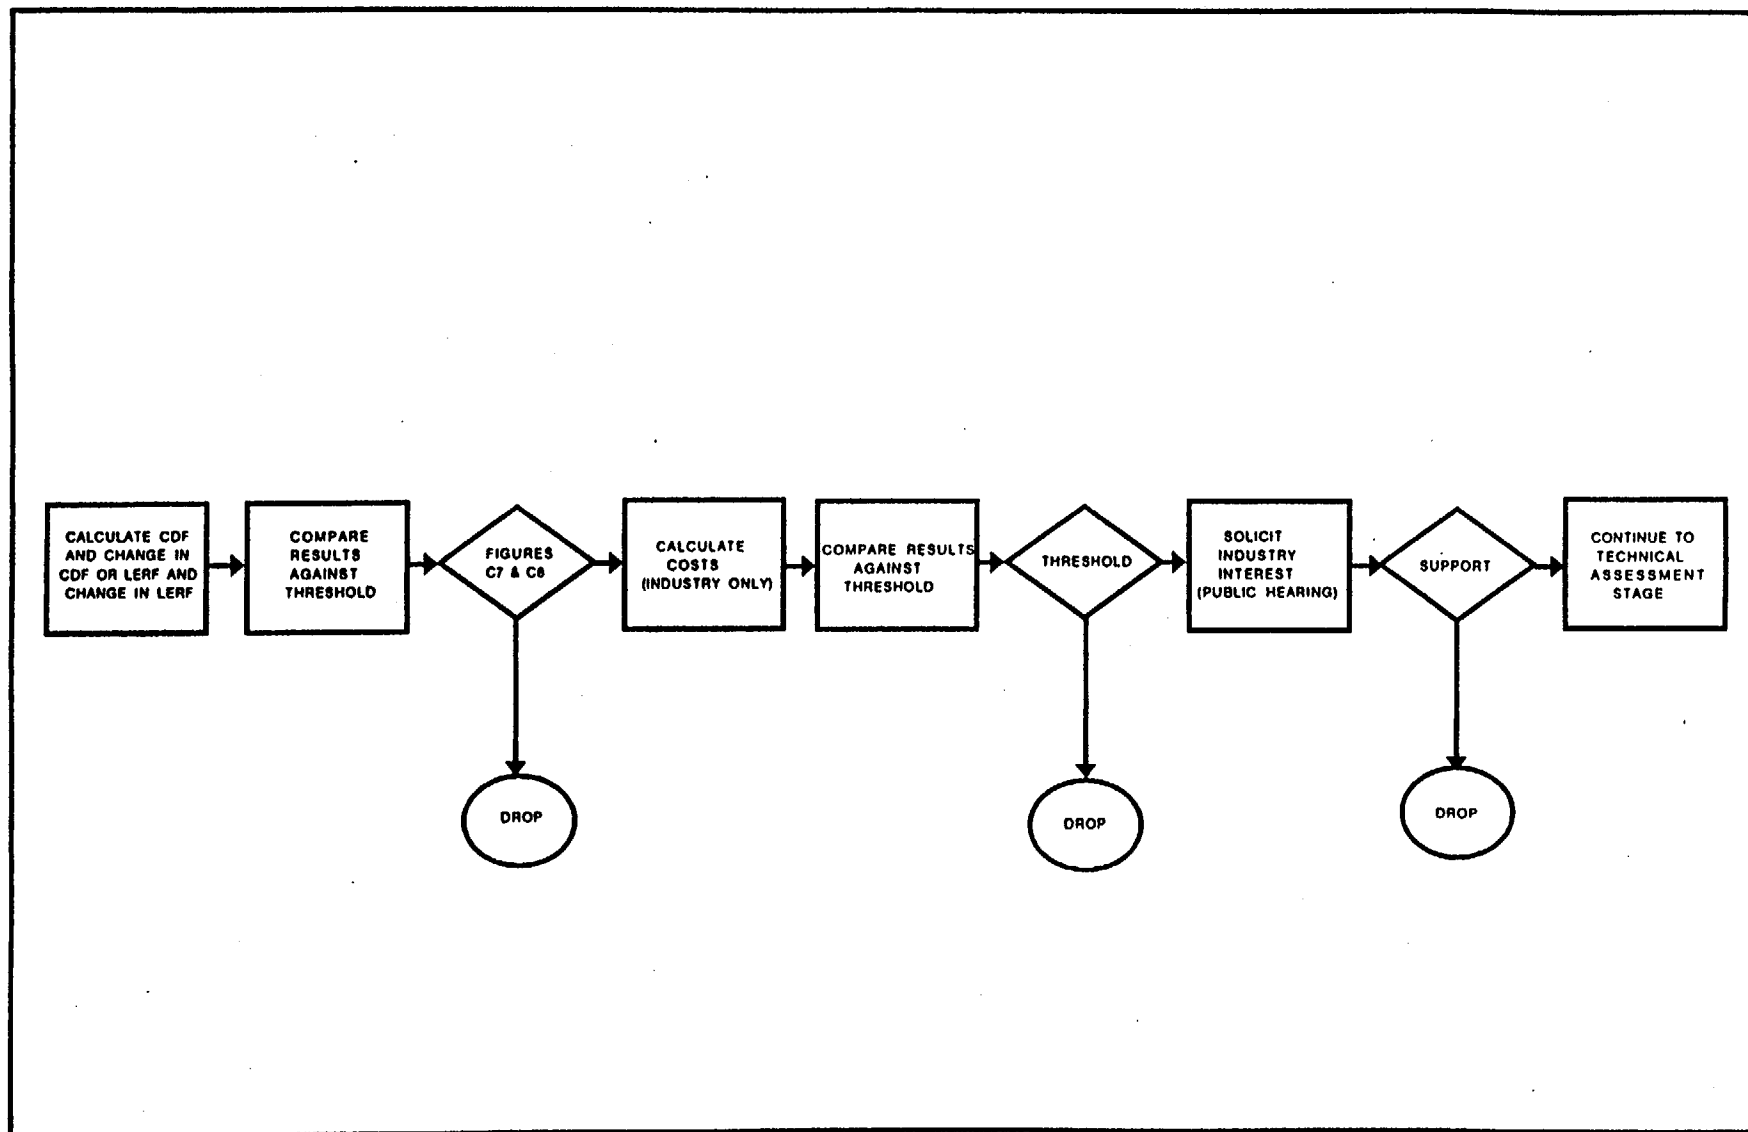 CALCULATE CDF
AND CHANGE IN
CDF OR LERF AND
CHANGE IN LERF
COMPARE
RESULTS
AGAINST
THRESHOLD
FIGURES
C7 & C8
DROP
CALCULATE
COSTS
(INDUSTRY ONLY)
COMPARE RESULTS
AGAINST
THRESHOLD
THRESHOLD
DROP
SOLICIT
INDUSTRY
INTEREST
(PUBLIC HEARING)
SUPPORT
DROP
CONTINUE TO
TECHNICAL
ASSESSMENT
STAGE